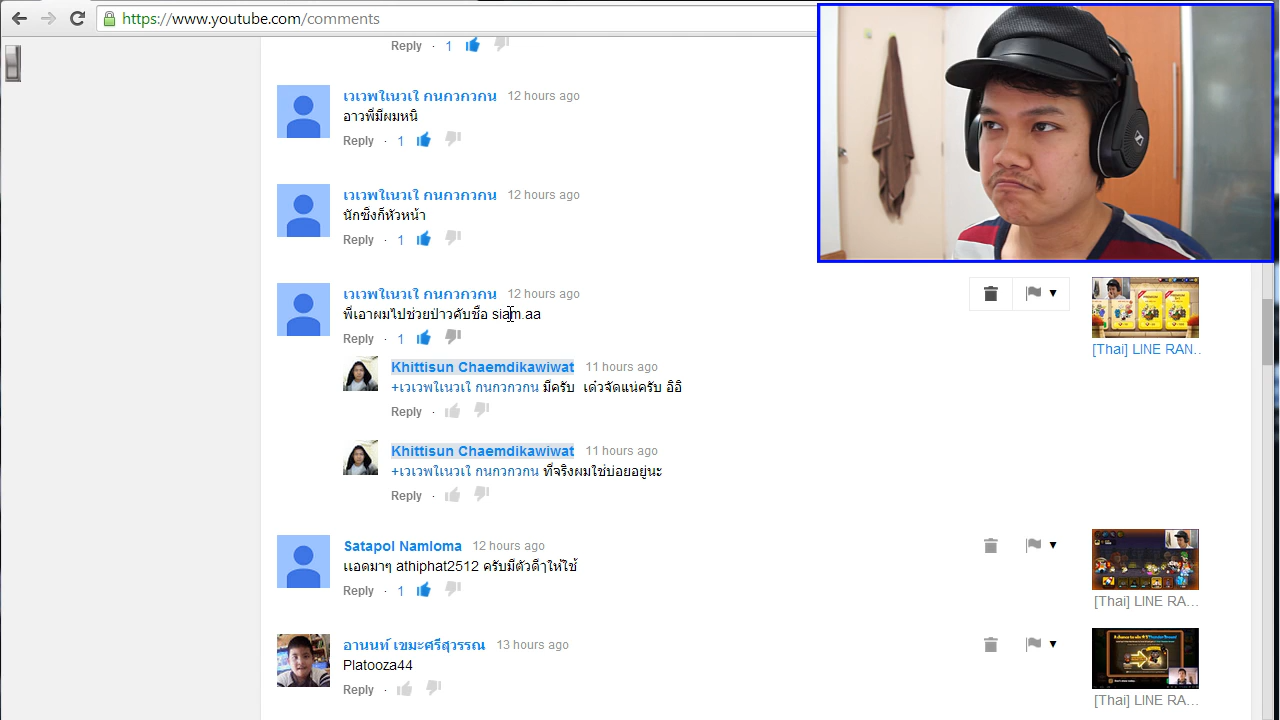 https://www.youtube.com/comments
Reply · 1
เวเวพใเนวเใ กนกวกวกน 12 hours ago
อาวพี่มีผมหนิ
Reply · 1
เวเวพใเนวเใ กนกวกวกน 12 hours ago
นักซิ่งก็หัวหน้า
Reply · 1
เวเวพใเนวเใ กนกวกวกน 12 hours ago
พี่เอาผมไปช่วยป่าวคับชื่อ siam.aa
Reply · 1
[Thai] LINE RAN..
Khittisun Chaemdikawiwat 11 hours ago
+เวเวพใเนวเใ กนกวกวกน มีครับ เด๋วจัดแน่ครับ อิอิ
Reply ·
Khittisun Chaemdikawiwat 11 hours ago
+เวเวพใเนวเใ กนกวกวกน ที่จริงผมใช่บ่อยอยู่นะ
Reply ·
Satapol Namloma 12 hours ago
แอดมาๆ athiphat2512 ครับมีตัวดีๆให้ใช้
Reply · 1
[Thai] LINE RA...
อานนท์ เขมะศรีสุวรรณ 13 hours ago
Platooza44
Reply ·
[Thai] LINE RA...